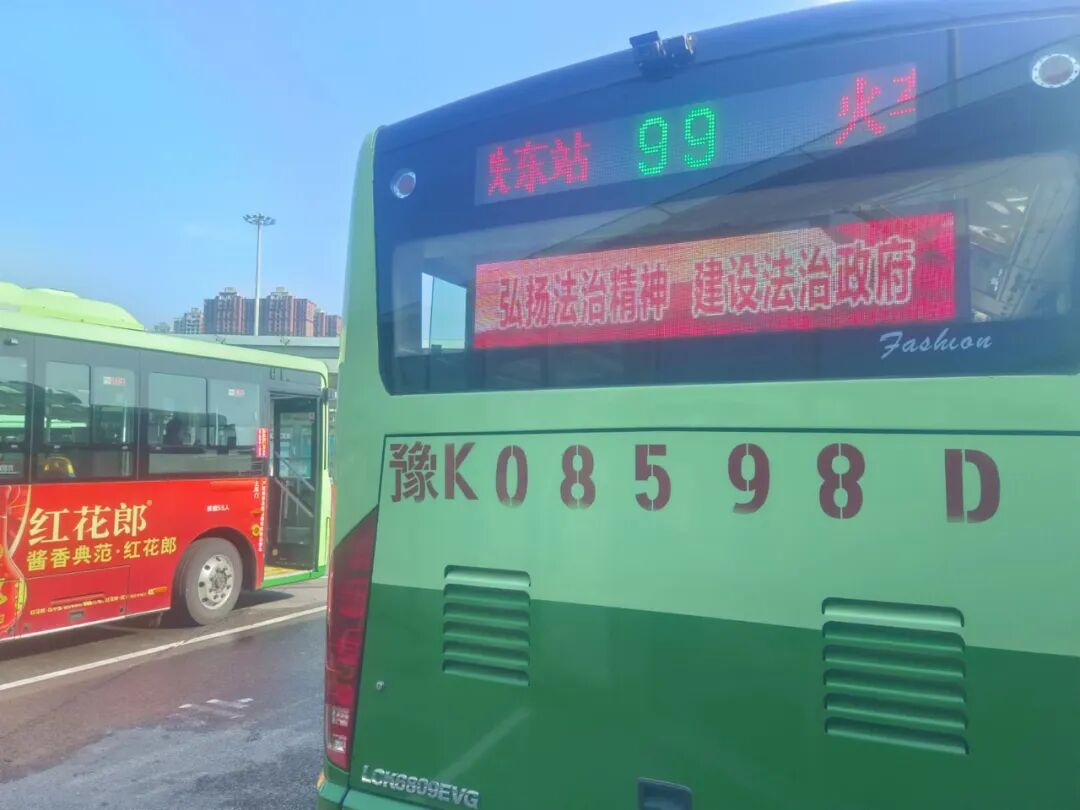 东站 99 火
弘扬法治精神 建设法治政府
Fashion
豫K08598D
LCK6809EVG
红花郎
酱香典范·红花郎